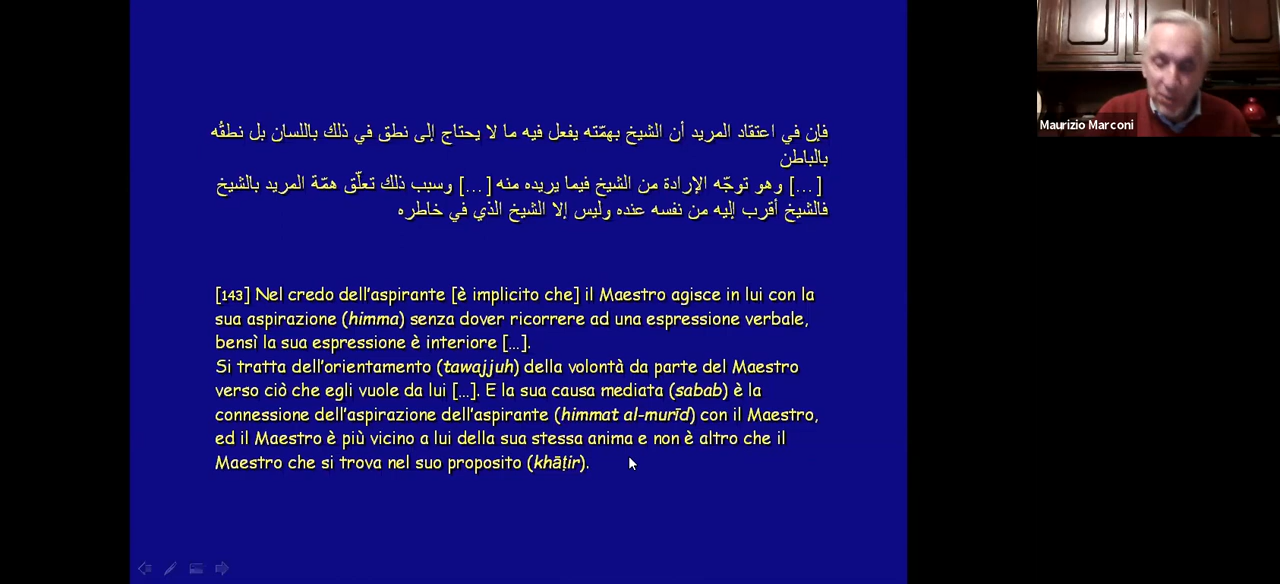 فإن في اعتقاد المريد أن الشيخ بهمّته يفعل فيه ما لا يحتاج إلى نطق في ذلك باللسان بل نطقُه
بالباطن
[…] وهو توجّه الإرادة من الشيخ فيما يريده منه […] وسبب ذلك تعلّق همّة المريد بالشيخ
فالشيخ أقرب إليه من نفسه عنده وليس إلا الشيخ الذي في خاطره
[143] Nel credo dell'aspirante [è implicito che] il Maestro agisce in lui con la
sua aspirazione (himma) senza dover ricorrere ad una espressione verbale,
bensì la sua espressione è interiore […].
Si tratta dell'orientamento (tawajjuh) della volontà da parte del Maestro
verso ciò che egli vuole da lui […]. E la sua causa mediata (sabab) è la
connessione dell'aspirazione dell'aspirante (himmat al-murīd) con il Maestro,
ed il Maestro è più vicino a lui della sua stessa anima e non è altro che il
Maestro che si trova nel suo proposito (khāṭir).
Maurizio Marconi